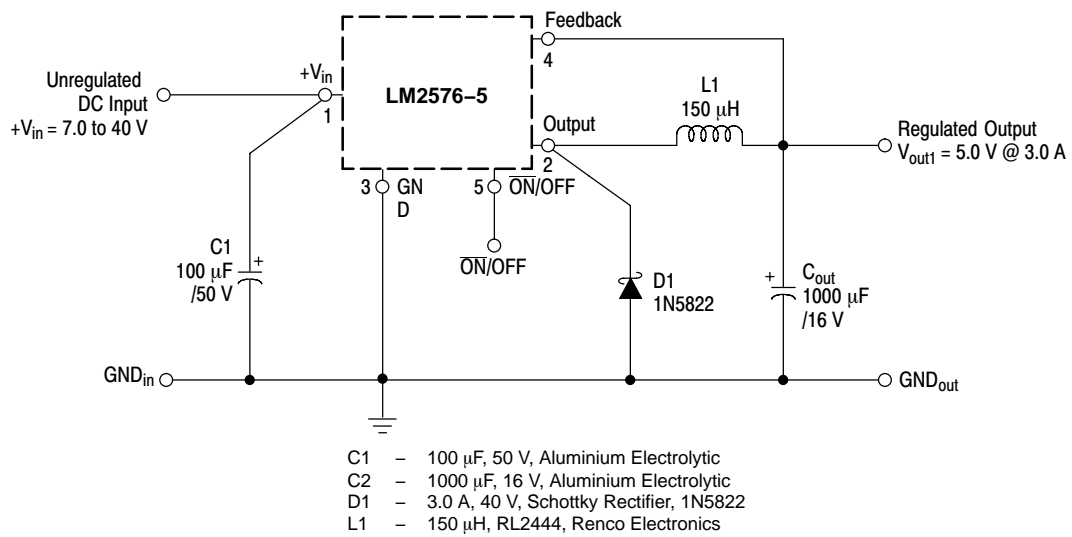 Feedback
4
Unregulated
DC Input
+Vin = 7.0 to 40 V
+Vin
1
LM2576–5
L1
150 μH
Output
2
Regulated Output
Vout1 = 5.0 V @ 3.0 A
3
GN
D
5
ON/OFF
ON/OFF
C1
100 μF
/50 V
+
D1
1N5822
+
Cout
1000 μF
/16 V
GNDin
GNDout
C1 – 100 μF, 50 V, Aluminium Electrolytic
C2 – 1000 μF, 16 V, Aluminium Electrolytic
D1 – 3.0 A, 40 V, Schottky Rectifier, 1N5822
L1 – 150 μH, RL2444, Renco Electronics